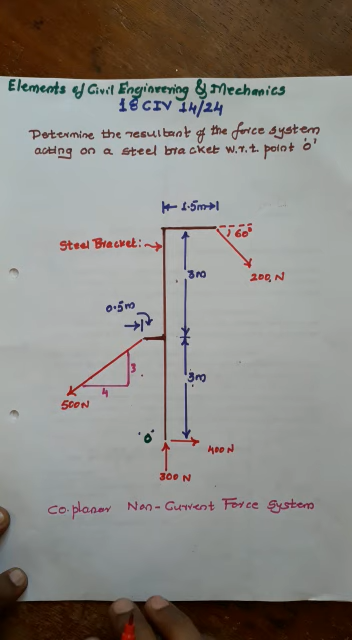 Elements of Civil Engineering & Mechanics
18CIV 14/24
Determine the resultant of the force system
acting on a steel bracket w.r.t. point 'O'
1.5m
60°
Steel Bracket:
3m
200 N
0.5m
3
4
3m
500N
'O'
400N
300 N
Co-planar Non-Current Force System